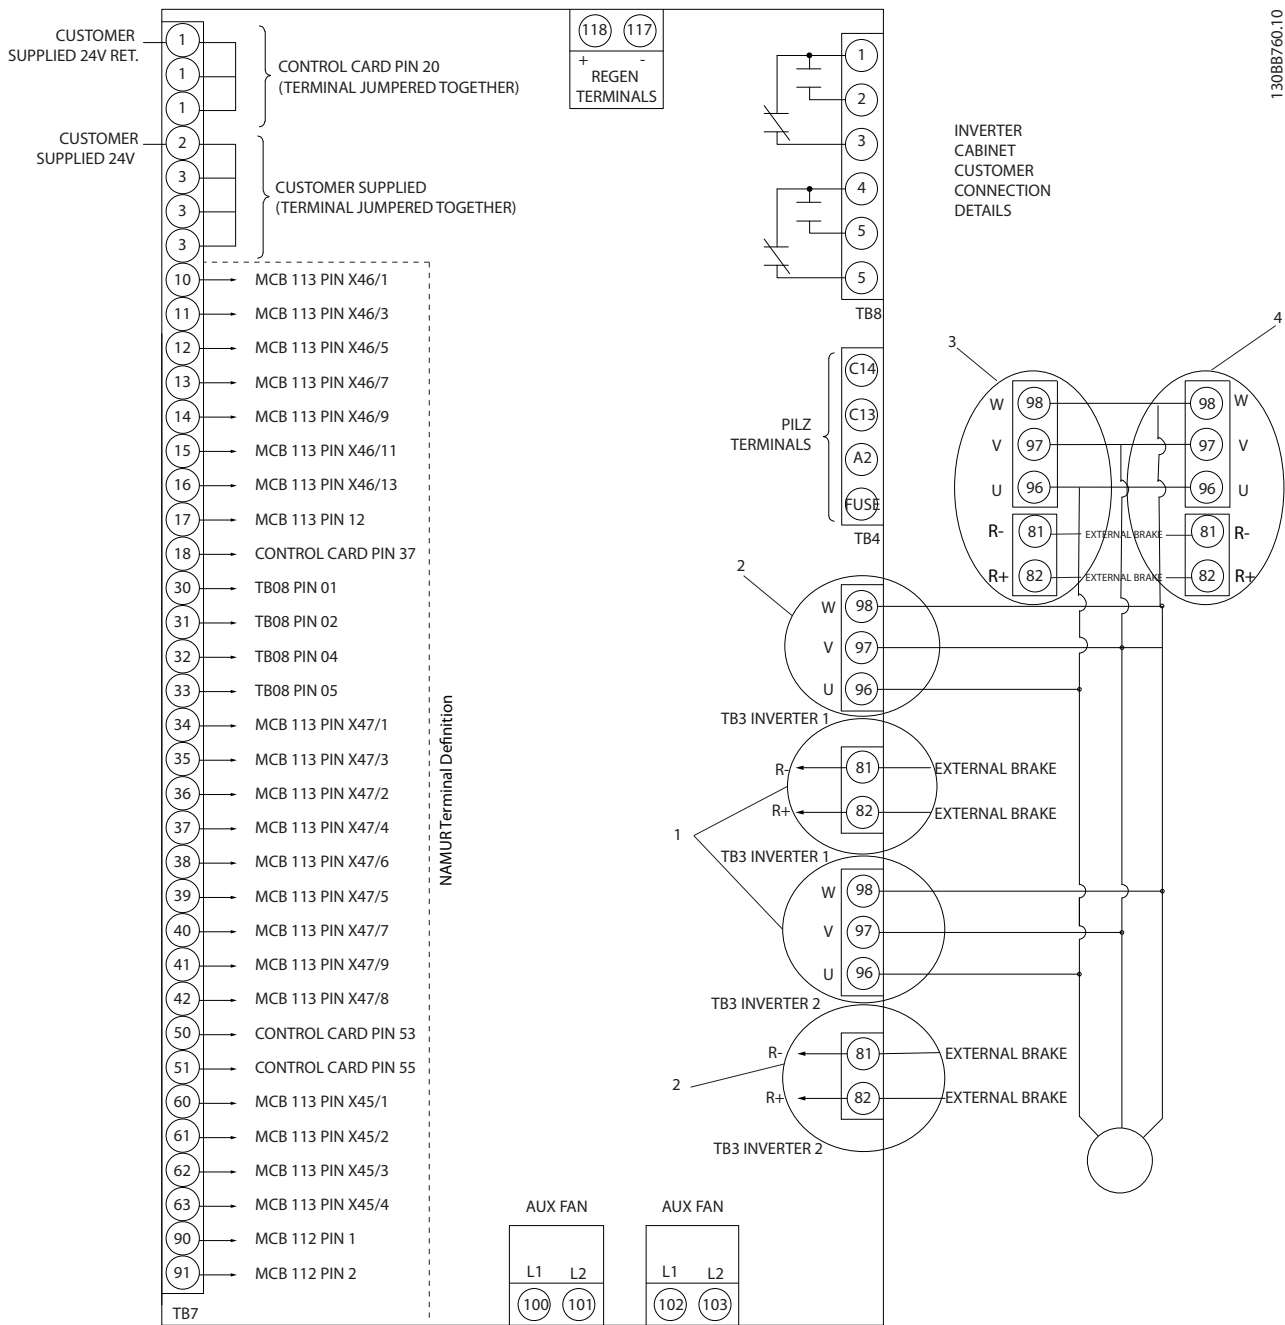 130BB760.10
CUSTOMER
SUPPLIED 24V RET.
1
1
1
CONTROL CARD PIN 20
(TERMINAL JUMPERED TOGETHER)
CUSTOMER
SUPPLIED 24V
2
3
3
3
CUSTOMER SUPPLIED
(TERMINAL JUMPERED TOGETHER)
10 MCB 113 PIN X46/1
11 MCB 113 PIN X46/3
12 MCB 113 PIN X46/5
13 MCB 113 PIN X46/7
14 MCB 113 PIN X46/9
15 MCB 113 PIN X46/11
16 MCB 113 PIN X46/13
17 MCB 113 PIN 12
18 CONTROL CARD PIN 37
30 TB08 PIN 01
31 TB08 PIN 02
32 TB08 PIN 04
33 TB08 PIN 05
34 MCB 113 PIN X47/1
35 MCB 113 PIN X47/3
36 MCB 113 PIN X47/2
37 MCB 113 PIN X47/4
38 MCB 113 PIN X47/6
39 MCB 113 PIN X47/5
40 MCB 113 PIN X47/7
41 MCB 113 PIN X47/9
42 MCB 113 PIN X47/8
50 CONTROL CARD PIN 53
51 CONTROL CARD PIN 55
60 MCB 113 PIN X45/1
61 MCB 113 PIN X45/2
62 MCB 113 PIN X45/3
63 MCB 113 PIN X45/4
90 MCB 112 PIN 1
91 MCB 112 PIN 2
TB7
NAMUR Terminal Definition
118 117
+ -
REGEN
TERMINALS
1
2
3
4
5
5
TB8
INVERTER
CABINET
CUSTOMER
CONNECTION
DETAILS
PILZ
TERMINALS
C14
C13
A2
FUSE
TB4
3
4
W 98 98 W
V 97 97 V
U 96 96 U
R- 81 EXTERNAL BRAKE 81 R-
R+ 82 EXTERNAL BRAKE 82 R+
2
W 98
V 97
U 96
TB3 INVERTER 1
R- 81 EXTERNAL BRAKE
R+ 82 EXTERNAL BRAKE
1
TB3 INVERTER 1
W 98
V 97
U 96
TB3 INVERTER 2
R- 81 EXTERNAL BRAKE
2
R+ 82 EXTERNAL BRAKE
TB3 INVERTER 2
AUX FAN
L1 L2
100 101
AUX FAN
L1 L2
102 103